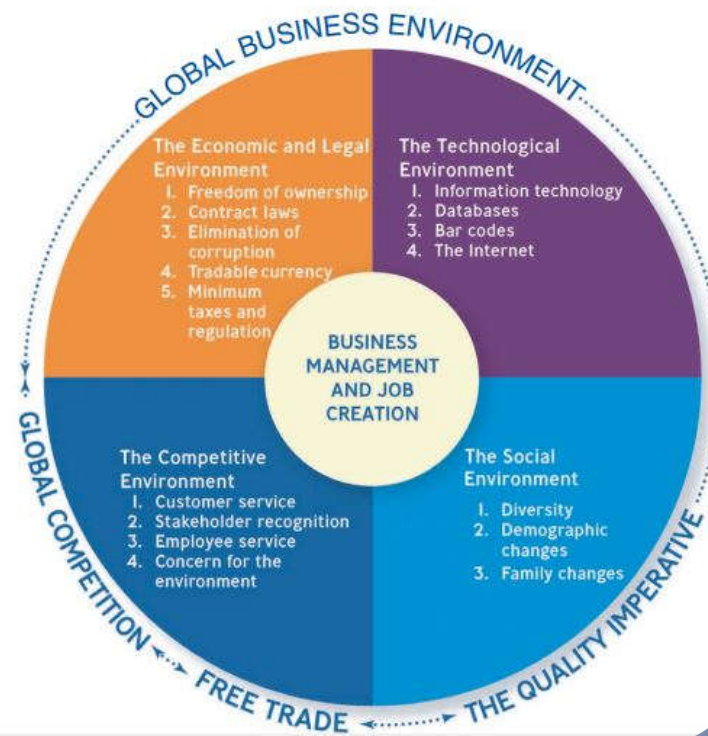 GLOBAL BUSINESS ENVIRONMENT
The Economic and Legal
Environment
1. Freedom of ownership
2. Contract laws
3. Elimination of
corruption
4. Tradable currency
5. Minimum
taxes and
regulation
The Technological
Environment
1. Information technology
2. Databases
3. Bar codes
4. The Internet
BUSINESS
MANAGEMENT
AND JOB
CREATION
The Competitive
Environment
1. Customer service
2. Stakeholder recognition
3. Employee service
4. Concern for the
environment
The Social
Environment
1. Diversity
2. Demographic
changes
3. Family changes
GLOBAL COMPETITION
FREE TRADE
THE QUALITY IMPERATIVE